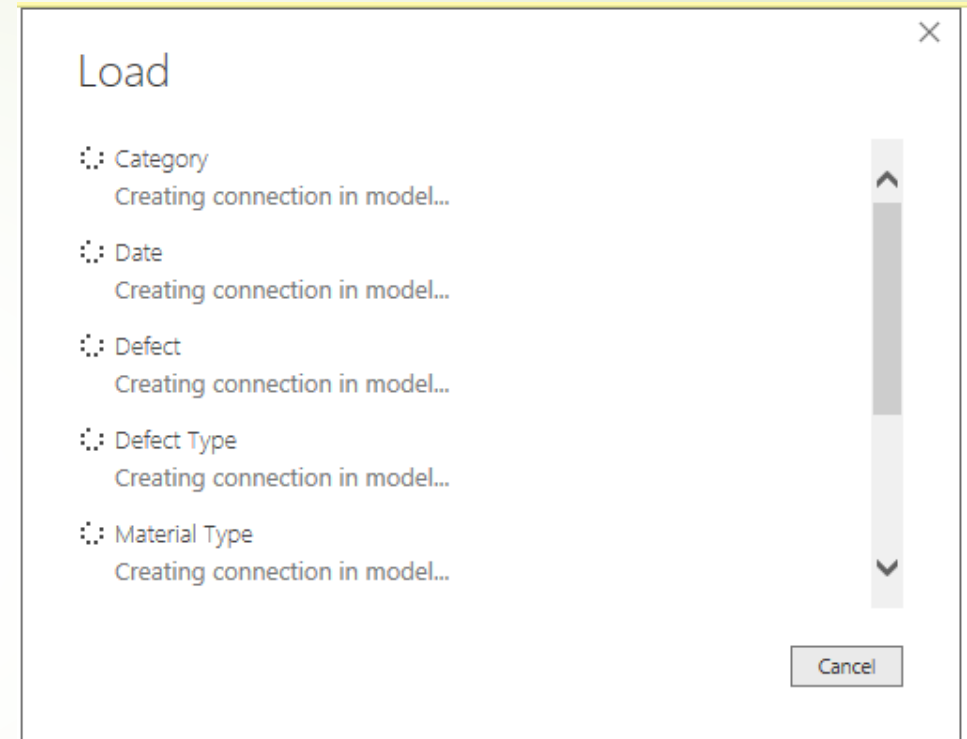 Load
Category
Creating connection in model...
Date
Creating connection in model...
Defect
Creating connection in model...
Defect Type
Creating connection in model...
Material Type
Creating connection in model...
Cancel